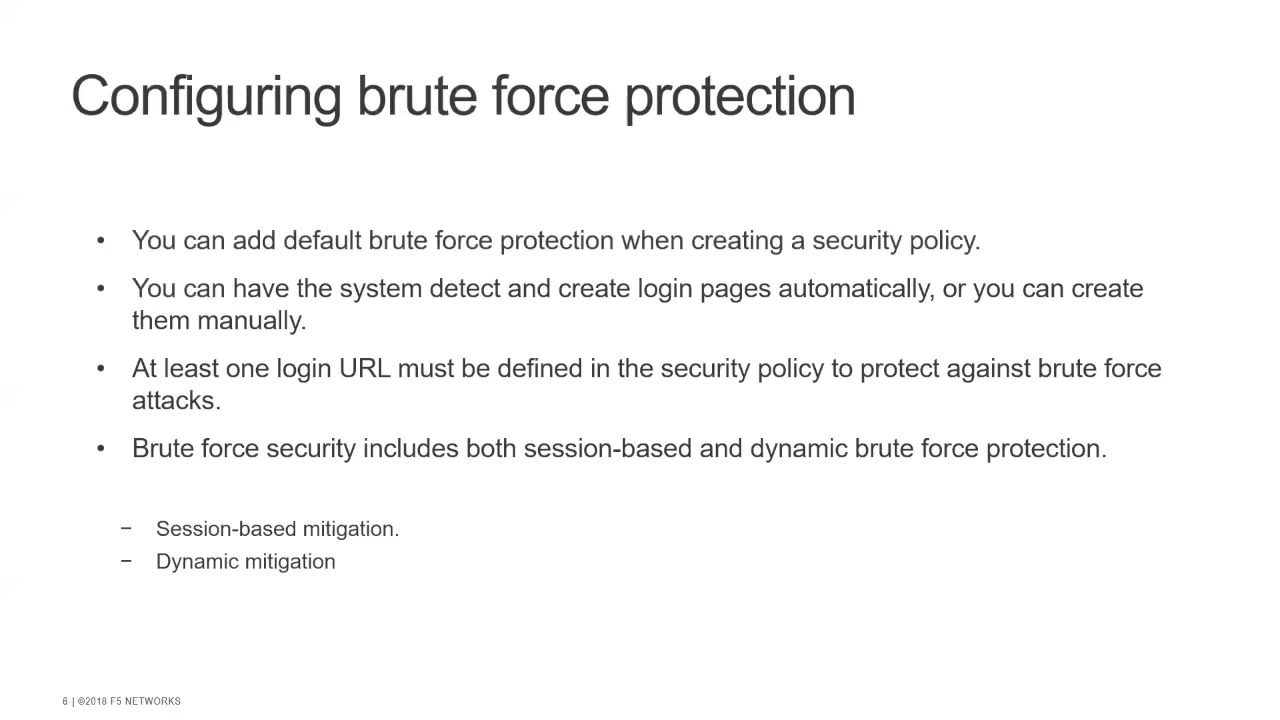 Configuring brute force protection
• You can add default brute force protection when creating a security policy.
• You can have the system detect and create login pages automatically, or you can create
them manually.
• At least one login URL must be defined in the security policy to protect against brute force
attacks.
• Brute force security includes both session-based and dynamic brute force protection.
− Session-based mitigation.
− Dynamic mitigation
6 | ©2018 F5 NETWORKS